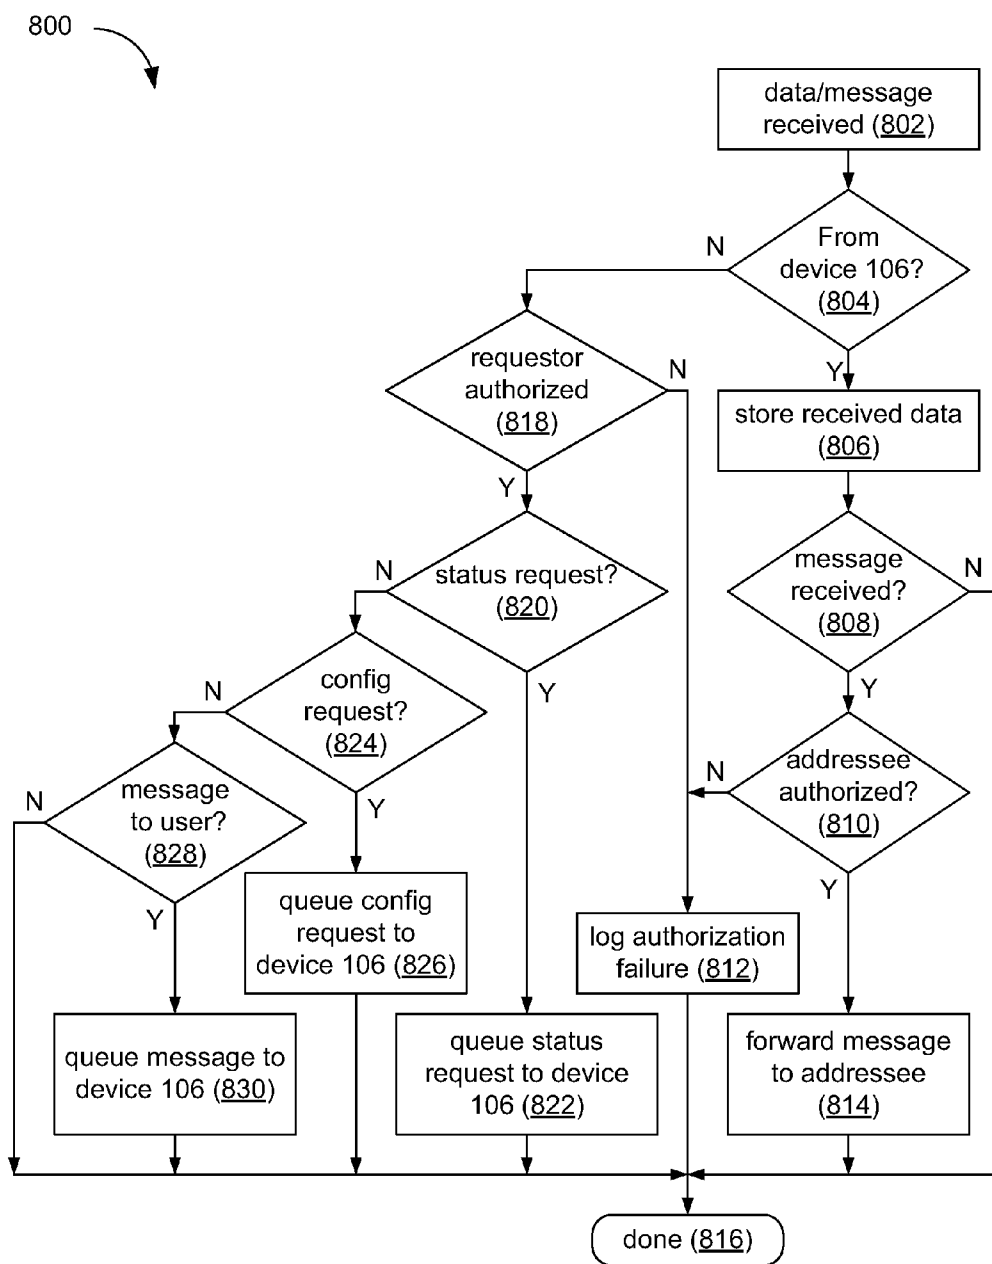 800
data/message
received (802)
From
device 106?
(804)
N
Y
requestor
authorized
(818)
N
Y
store received data
(806)
status request?
(820)
N
Y
message
received?
(808)
N
Y
config
request?
(824)
N
Y
addressee
authorized?
(810)
N
Y
message
to user?
(828)
N
Y
queue config
request to
device 106 (826)
log authorization
failure (812)
queue message to
device 106 (830)
queue status
request to device
106 (822)
forward message
to addressee
(814)
done (816)